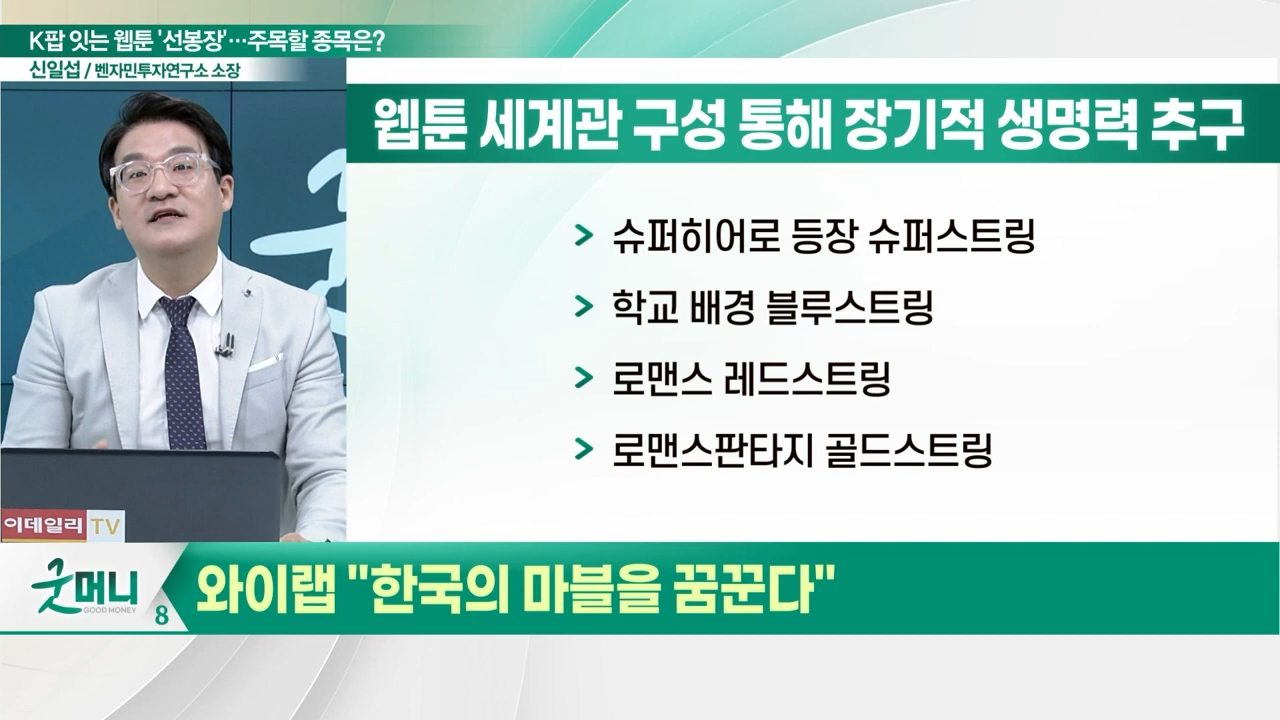 K팝 잇는 웹툰 '선봉장'…주목할 종목은?
신일섭 / 벤자민투자연구소 소장
웹툰 세계관 구성 통해 장기적 생명력 추구
> 슈퍼히어로 등장 슈퍼스트링
> 학교 배경 블루스트링
> 로맨스 레드스트링
> 로맨스판타지 골드스트링
이데일리 TV
굿머니
GOOD MONEY
8
와이랩 "한국의 마블을 꿈꾼다"